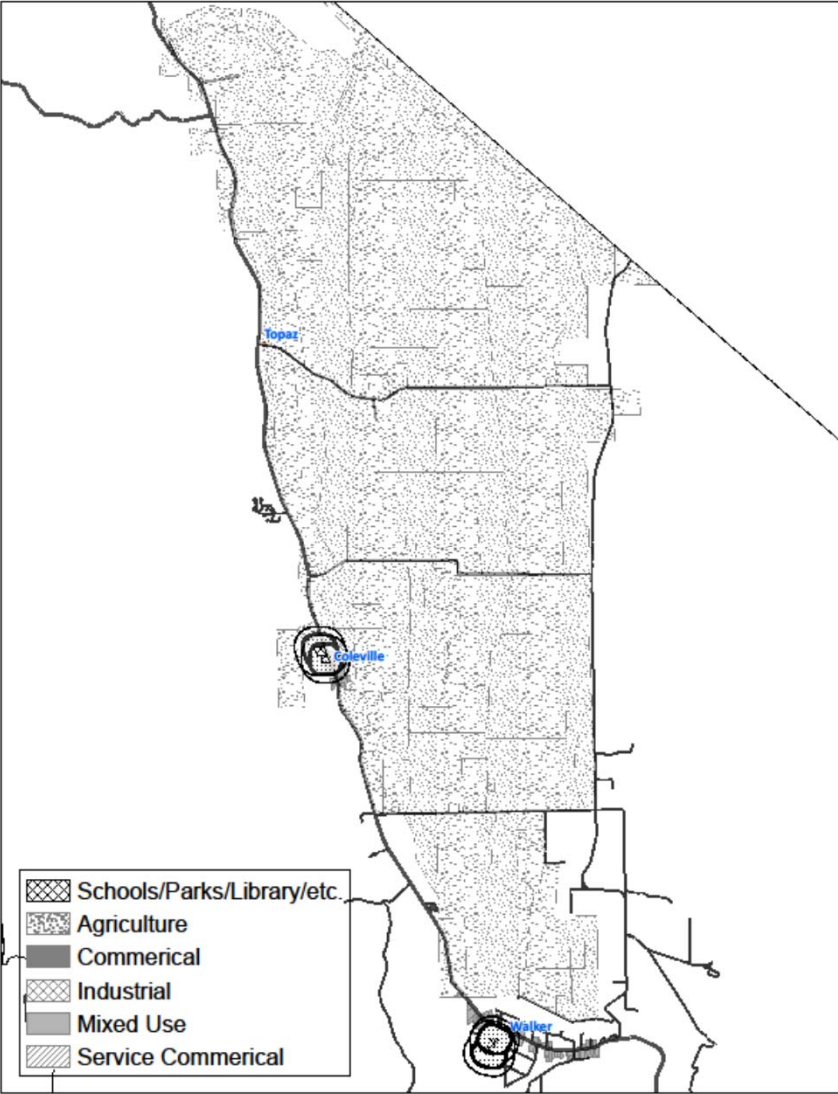 Topaz
Coleville
Schools/Parks/Library/etc.
Agriculture
Commerical
Industrial
Mixed Use
Service Commerical
Walker